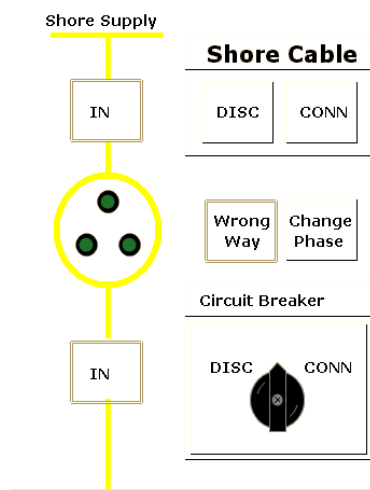 Shore Supply
Shore Cable
IN
DISC
CONN
Wrong
Way
Change
Phase
Circuit Breaker
IN
DISC
CONN